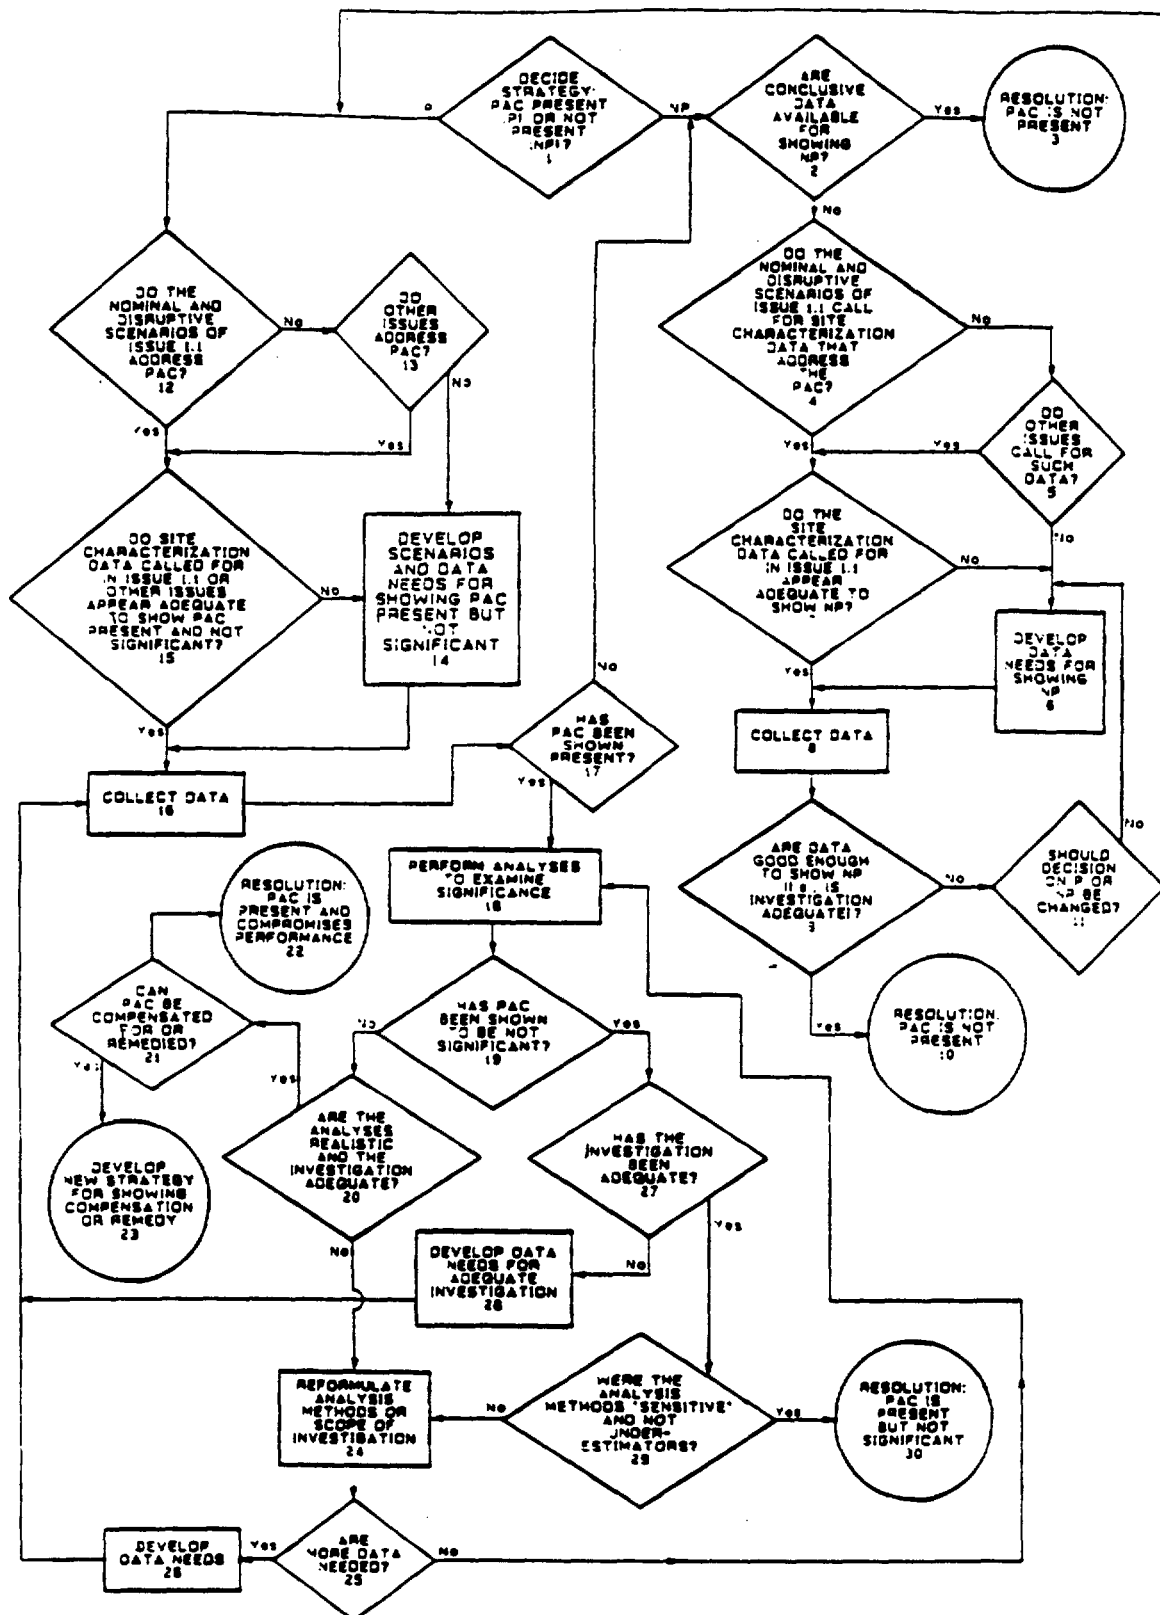 DECIDE
STRATEGY:
PAC PRESENT
(P) OR NOT
PRESENT
(NP)?
1
P
NP
ARE
CONCLUSIVE
DATA
AVAILABLE
FOR
SHOWING
NP?
2
Yes
No
RESOLUTION:
PAC IS NOT
PRESENT
3
DO THE
NOMINAL AND
DISRUPTIVE
SCENARIOS OF
ISSUE 1.1 CALL
FOR SITE
CHARACTERIZATION
DATA THAT
ADDRESS
THE
PAC?
4
No
Yes
DO
OTHER
ISSUES
CALL FOR
SUCH
DATA?
5
Yes
No
DO THE
NOMINAL AND
DISRUPTIVE
SCENARIOS OF
ISSUE 1.1
ADDRESS
PAC?
12
No
Yes
DO
OTHER
ISSUES
ADDRESS
PAC?
13
No
Yes
DO SITE
CHARACTERIZATION
DATA CALLED FOR
IN ISSUE 1.1 OR
OTHER ISSUES
APPEAR ADEQUATE
TO SHOW PAC
PRESENT AND NOT
SIGNIFICANT?
15
No
Yes
DEVELOP
SCENARIOS
AND DATA
NEEDS FOR
SHOWING PAC
PRESENT BUT
NOT
SIGNIFICANT
14
DO THE
SITE
CHARACTERIZATION
DATA CALLED FOR
IN ISSUE 1.1
APPEAR
ADEQUATE TO
SHOW NP?
No
Yes
DEVELOP
DATA
NEEDS FOR
SHOWING
NP
6
COLLECT DATA
8
COLLECT DATA
16
HAS
PAC BEEN
SHOWN
PRESENT?
17
No
Yes
ARE DATA
GOOD ENOUGH
TO SHOW NP
(I.E., IS
INVESTIGATION
ADEQUATE)?
9
No
Yes
SHOULD
DECISION
ON P OR
NP BE
CHANGED?
11
No
RESOLUTION:
PAC IS NOT
PRESENT
10
PERFORM ANALYSES
TO EXAMINE
SIGNIFICANCE
18
RESOLUTION:
PAC IS
PRESENT AND
COMPROMISES
PERFORMANCE
22
CAN
PAC BE
COMPENSATED
FOR OR
REMEDIED?
21
Yes
HAS PAC
BEEN SHOWN
TO BE NOT
SIGNIFICANT?
19
No
Yes
DEVELOP
NEW STRATEGY
FOR SHOWING
COMPENSATION
OR REMEDY
23
ARE THE
ANALYSES
REALISTIC
AND THE
INVESTIGATION
ADEQUATE?
20
Yes
No
HAS THE
INVESTIGATION
BEEN
ADEQUATE?
27
Yes
No
DEVELOP DATA
NEEDS FOR
ADEQUATE
INVESTIGATION
28
REFORMULATE
ANALYSIS
METHODS OR
SCOPE OF
INVESTIGATION
24
WERE THE
ANALYSIS
METHODS "SENSITIVE"
AND NOT
UNDER-
ESTIMATORS?
29
No
Yes
RESOLUTION:
PAC IS
PRESENT
BUT NOT
SIGNIFICANT
30
DEVELOP
DATA NEEDS
26
Yes
ARE
MORE DATA
NEEDED?
25
No